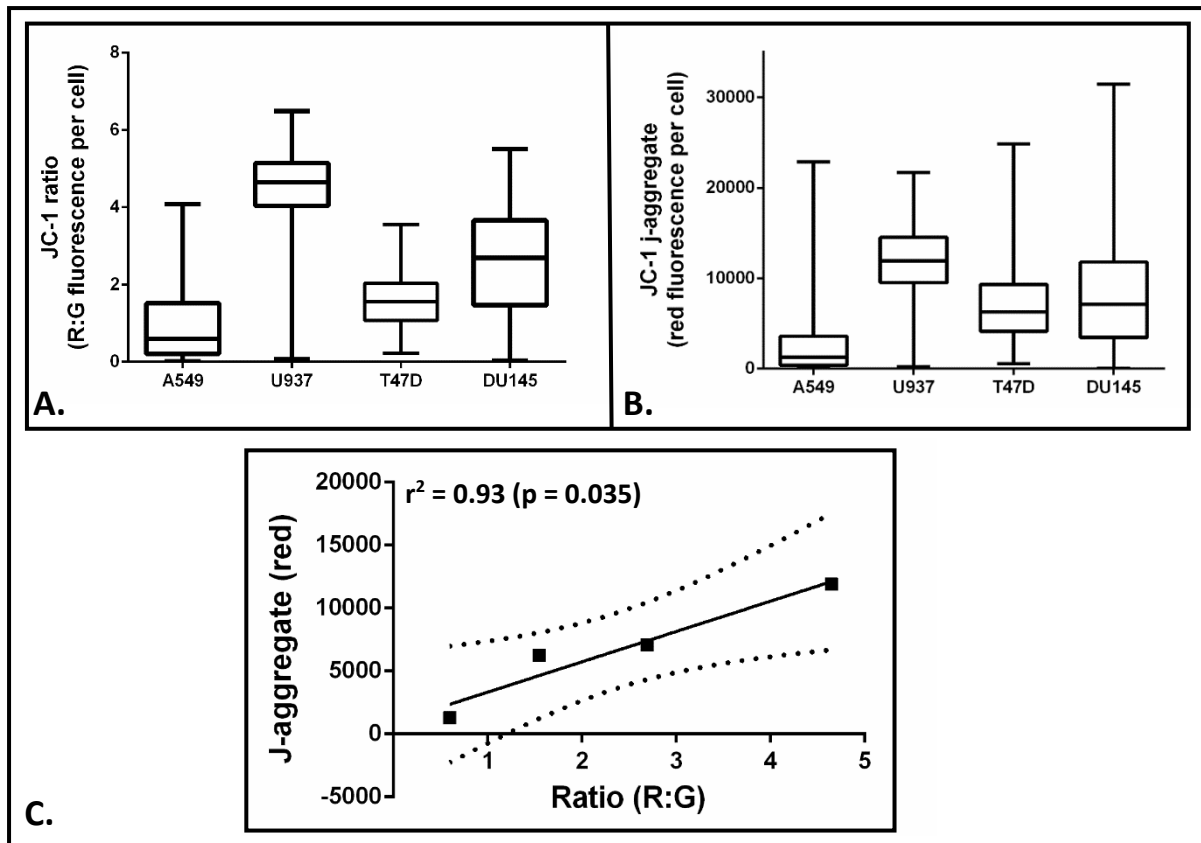 JC-1 ratio
(R:G fluorescence per cell)
8
6
4
2
0
A549 U937 T47D DU145
A.
JC-1 j-aggregate
(red fluorescence per cell)
30000
20000
10000
0
A549 U937 T47D DU145
B.
r² = 0.93 (p = 0.035)
J-aggregate (red)
20000
15000
10000
5000
0
-5000
1 2 3 4 5
Ratio (R:G)
C.